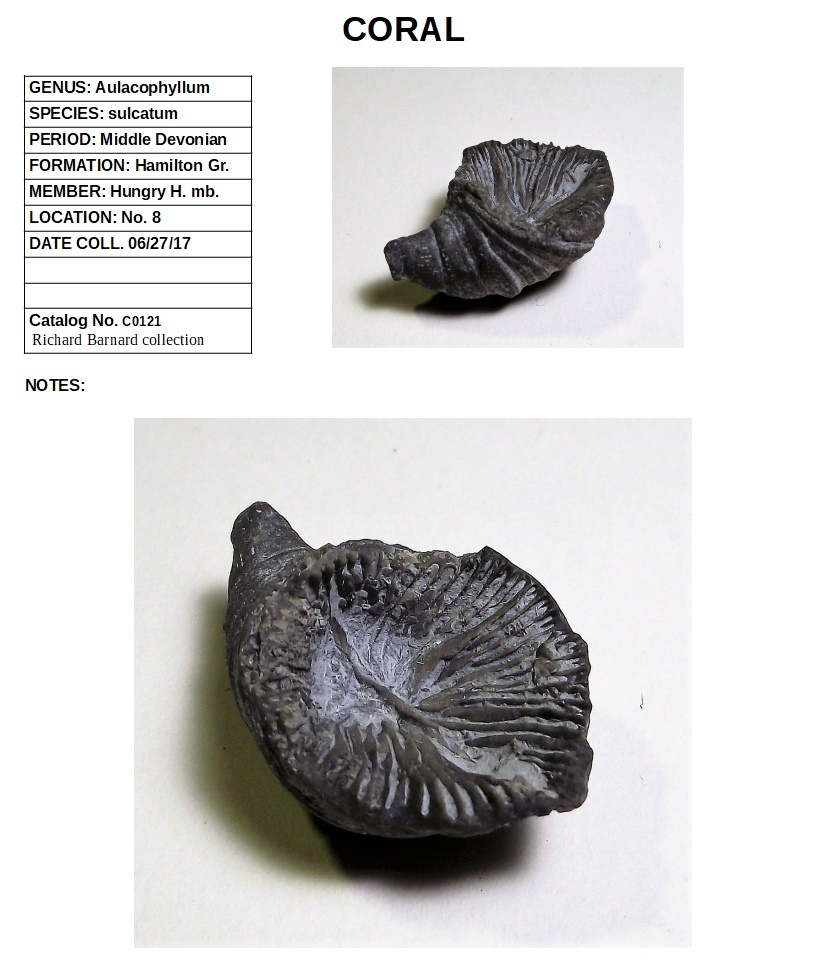 CORAL
GENUS: Aulacophyllum
SPECIES: sulcatum
PERIOD: Middle Devonian
FORMATION: Hamilton Gr.
MEMBER: Hungry H. mb.
LOCATION: No. 8
DATE COLL. 06/27/17
Catalog No. C0121
Richard Barnard collection
NOTES: